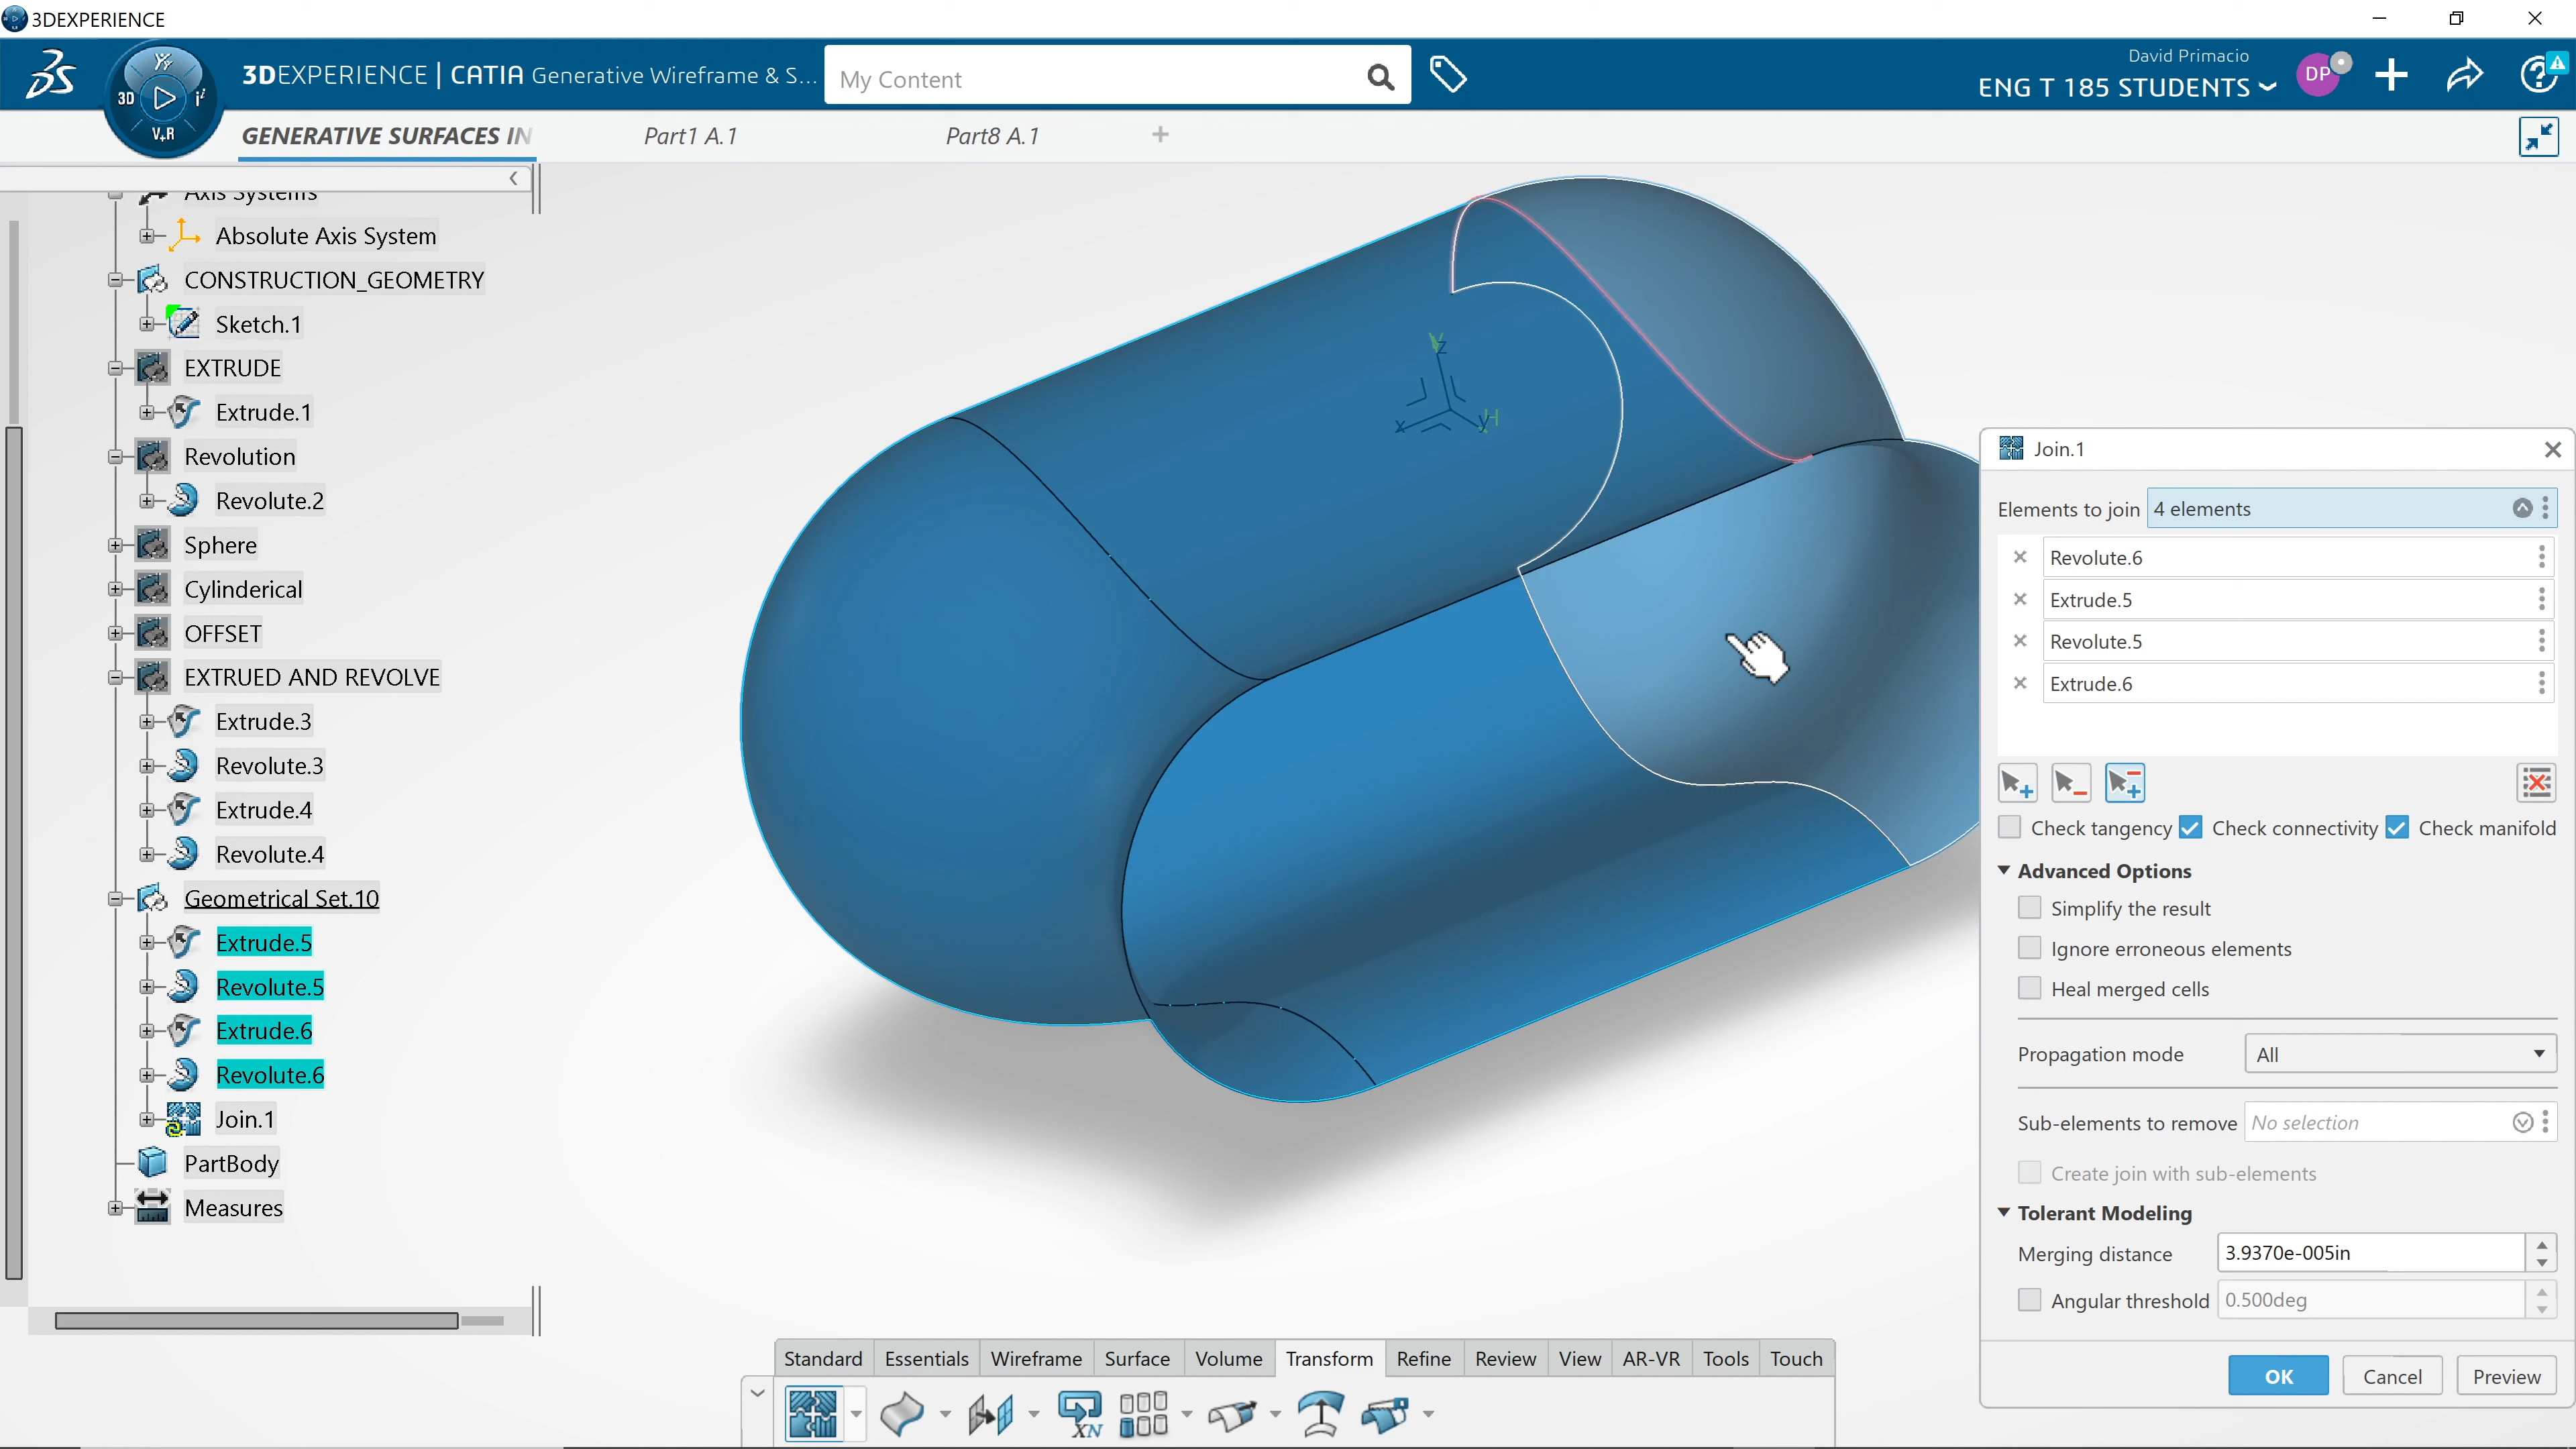 3DEXPERIENCE
3DEXPERIENCE | CATIA Generative Wireframe & S...
My Content
David Primacio
ENG T 185 STUDENTS
DP
3D
V+R
GENERATIVE SURFACES IN
Part1 A.1
Part8 A.1
Axis Systems
Absolute Axis System
CONSTRUCTION_GEOMETRY
Sketch.1
EXTRUDE
Extrude.1
Revolution
Revolute.2
Sphere
Cylinderical
OFFSET
EXTRUED AND REVOLVE
Extrude.3
Revolute.3
Extrude.4
Revolute.4
Geometrical Set.10
Extrude.5
Revolute.5
Extrude.6
Revolute.6
Join.1
PartBody
Measures
z
x
y
H
Join.1
Elements to join
4 elements
Revolute.6
Extrude.5
Revolute.5
Extrude.6
Check tangency
Check connectivity
Check manifold
Advanced Options
Simplify the result
Ignore erroneous elements
Heal merged cells
Propagation mode
All
Sub-elements to remove
No selection
Create join with sub-elements
Tolerant Modeling
Merging distance
3.9370e-005in
Angular threshold
0.500deg
OK
Cancel
Preview
Standard
Essentials
Wireframe
Surface
Volume
Transform
Refine
Review
View
AR-VR
Tools
Touch
XN